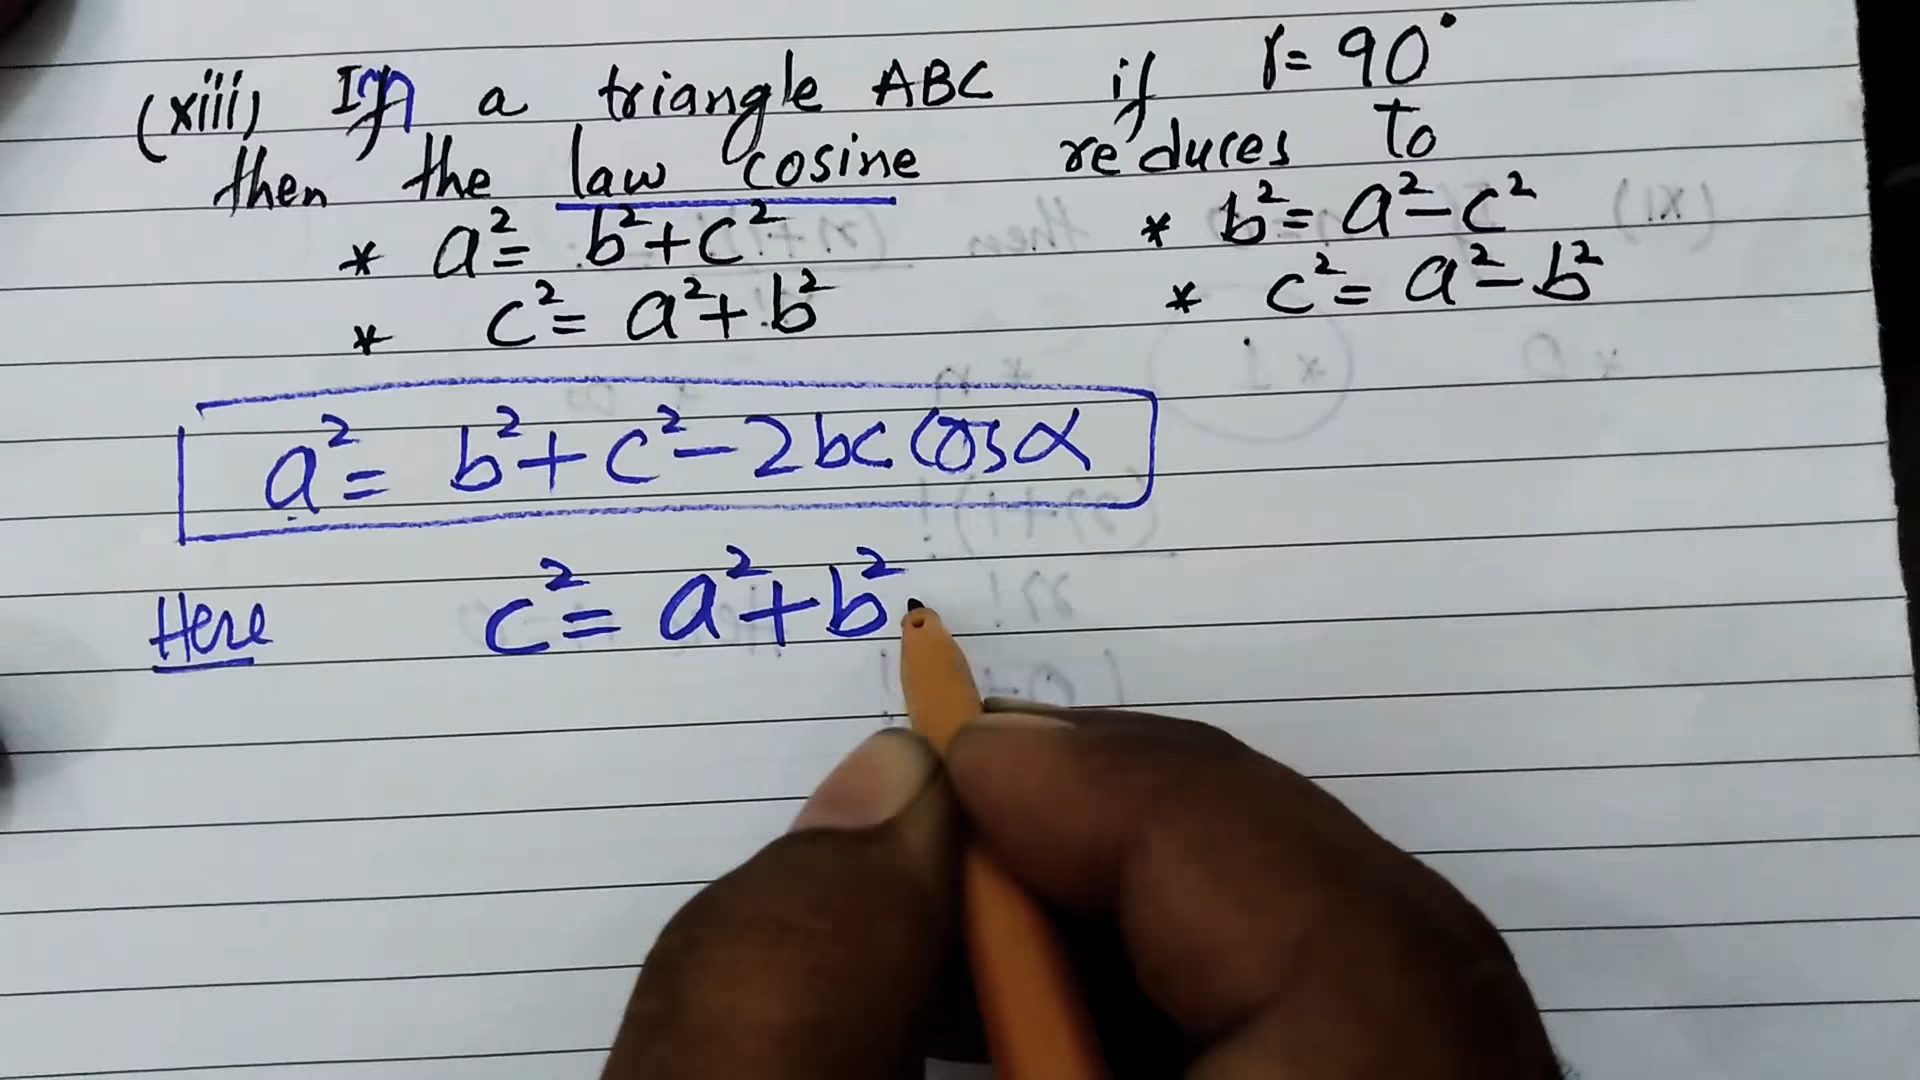 (xiii) In a triangle ABC if γ = 90°
then the law cosine reduces to
* a² = b² + c² * b² = a² - c²
* c² = a² + b² * c² = a² - b²
a² = b² + c² - 2bc Cosα
Here c² = a² + b²